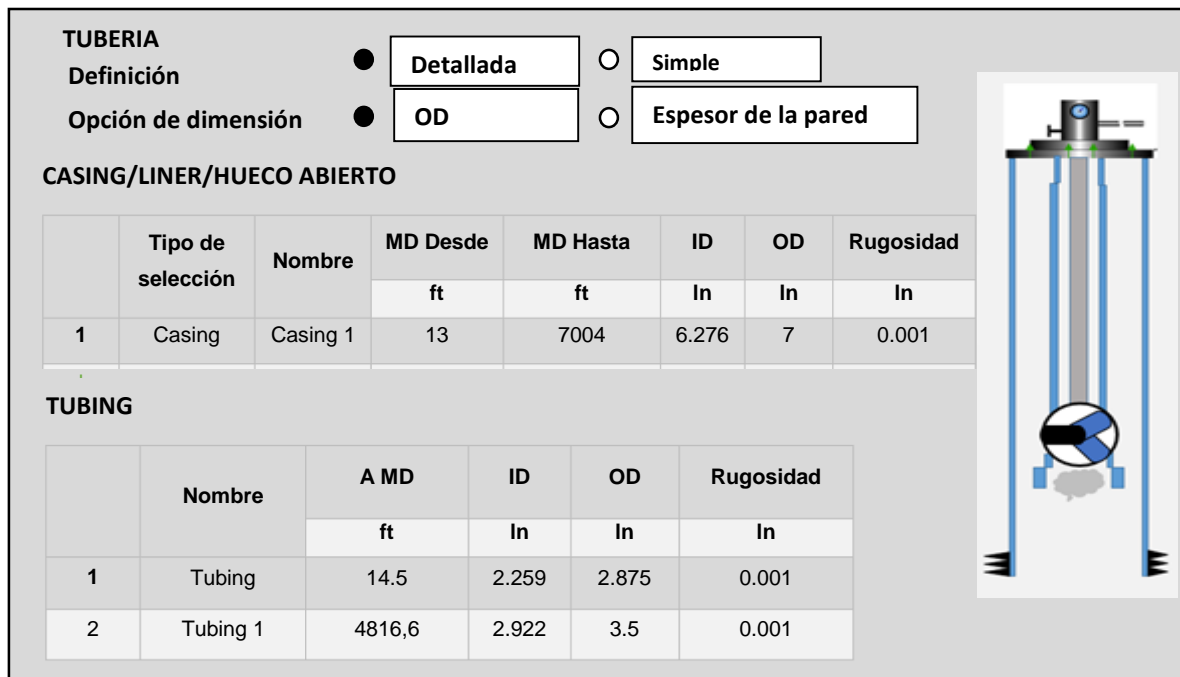 TUBERIA
Definición Detallada Simple
Opción de dimensión OD Espesor de la pared
CASING/LINER/HUECO ABIERTO
Tipo de selección Nombre MD Desde MD Hasta ID OD Rugosidad
ft ft In In In
1 Casing Casing 1 13 7004 6.276 7 0.001
TUBING
Nombre A MD ID OD Rugosidad
ft In In In
1 Tubing 14.5 2.259 2.875 0.001
2 Tubing 1 4816,6 2.922 3.5 0.001